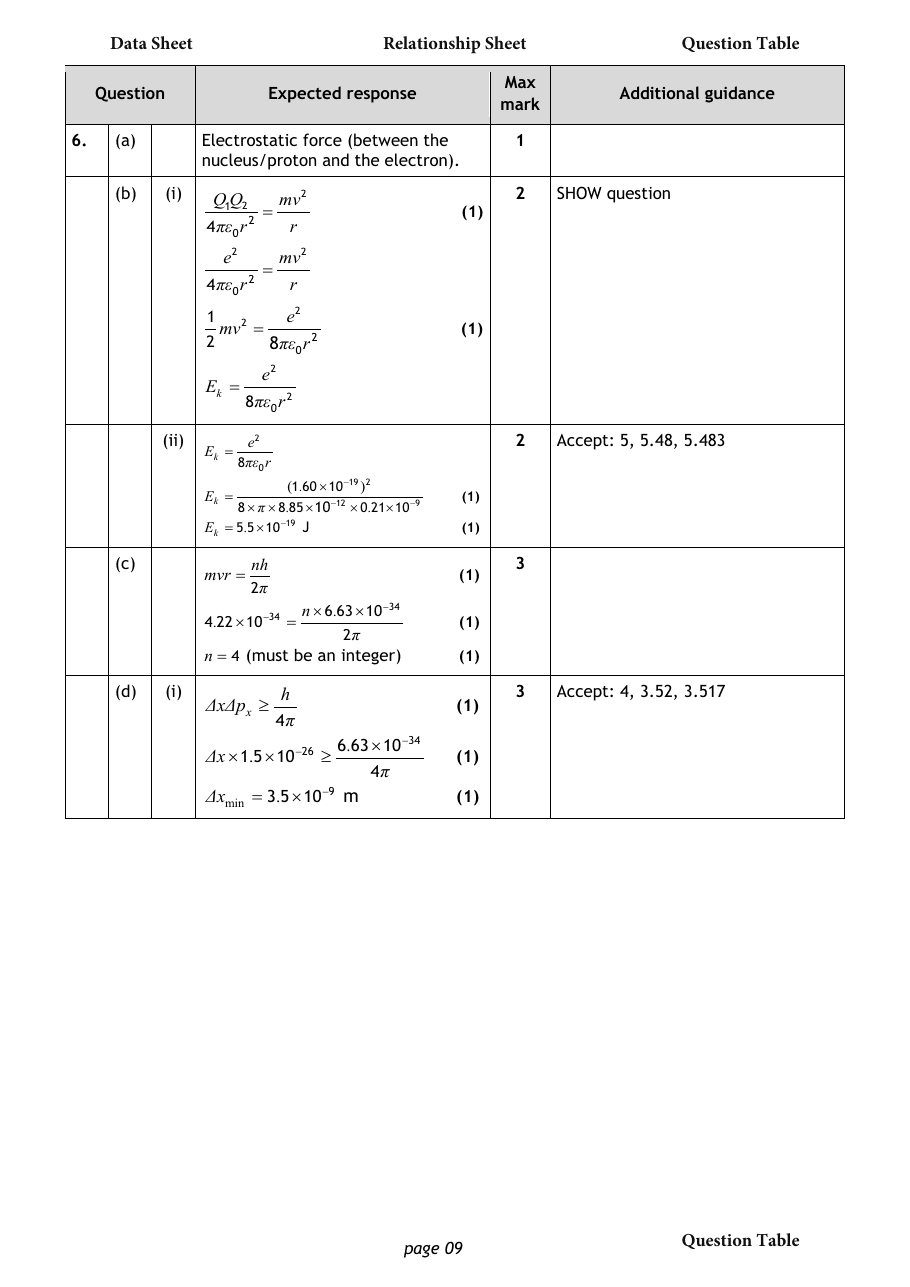 Data Sheet Relationship Sheet Question Table
Question Expected response Max mark Additional guidance
6. (a) Electrostatic force (between the 1
nucleus/proton and the electron).
(b) (i) Q₁Q₂/4πε₀r² = mv²/r (1) 2 SHOW question
e²/4πε₀r² = mv²/r
1/2 mv² = e²/8πε₀r² (1)
Eₖ = e²/8πε₀r²
(ii) Eₖ = e²/8πε₀r 2 Accept: 5, 5.48, 5.483
Eₖ = (1.60×10⁻¹⁹)²/8×π×8.85×10⁻¹²×0.21×10⁻⁹ (1)
Eₖ = 5.5×10⁻¹⁹ J (1)
(c) mvr = nh/2π (1) 3
4.22×10⁻³⁴ = n×6.63×10⁻³⁴/2π (1)
n = 4 (must be an integer) (1)
(d) (i) ΔxΔpₓ ≥ h/4π (1) 3 Accept: 4, 3.52, 3.517
Δx×1.5×10⁻²⁶ ≥ 6.63×10⁻³⁴/4π (1)
Δx_min = 3.5×10⁻⁹ m (1)
page 09 Question Table